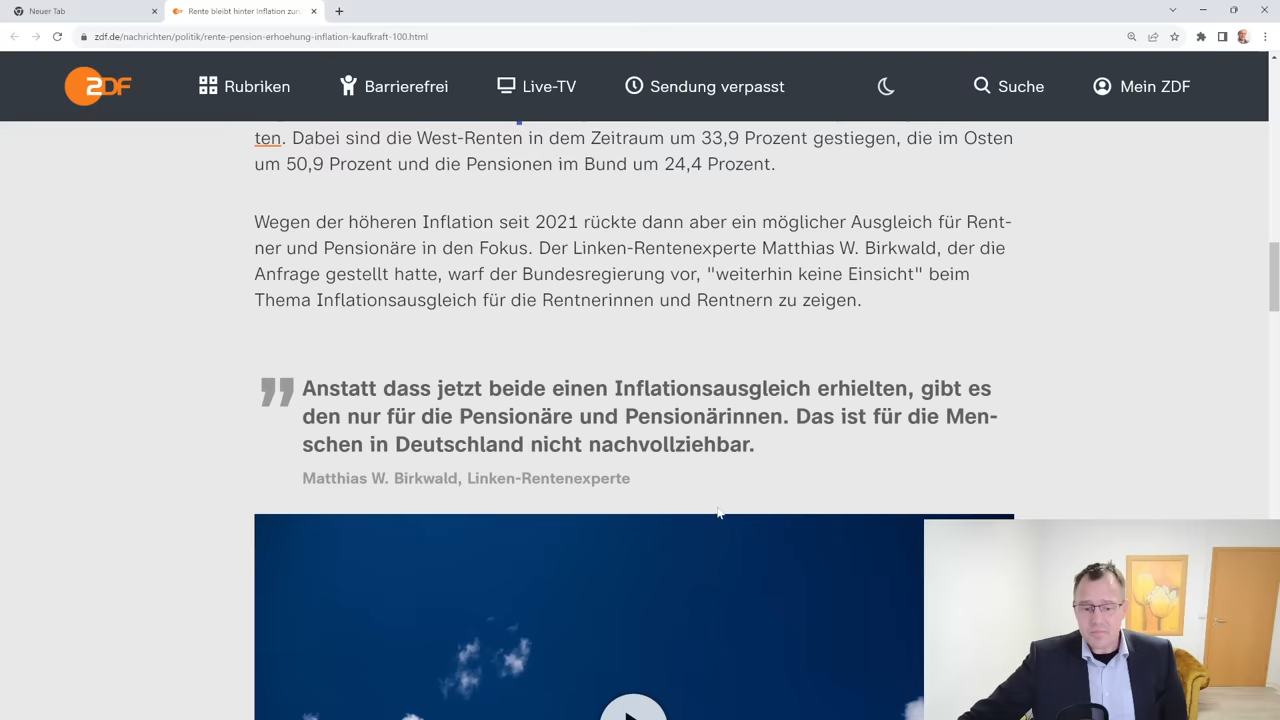 Neuer Tab
Rente bleibt hinter Inflation zur
zdf.de/nachrichten/politik/rente-pension-erhoehung-inflation-kaufkraft-100.html
ZDF Rubriken Barrierefrei Live-TV Sendung verpasst Suche Mein ZDF
ten. Dabei sind die West-Renten in dem Zeitraum um 33,9 Prozent gestiegen, die im Osten
um 50,9 Prozent und die Pensionen im Bund um 24,4 Prozent.
Wegen der höheren Inflation seit 2021 rückte dann aber ein möglicher Ausgleich für Rent-
ner und Pensionäre in den Fokus. Der Linken-Rentenexperte Matthias W. Birkwald, der die
Anfrage gestellt hatte, warf der Bundesregierung vor, "weiterhin keine Einsicht" beim
Thema Inflationsausgleich für die Rentnerinnen und Rentnern zu zeigen.
Anstatt dass jetzt beide einen Inflationsausgleich erhielten, gibt es
den nur für die Pensionäre und Pensionärinnen. Das ist für die Men-
schen in Deutschland nicht nachvollziehbar.
Matthias W. Birkwald, Linken-Rentenexperte